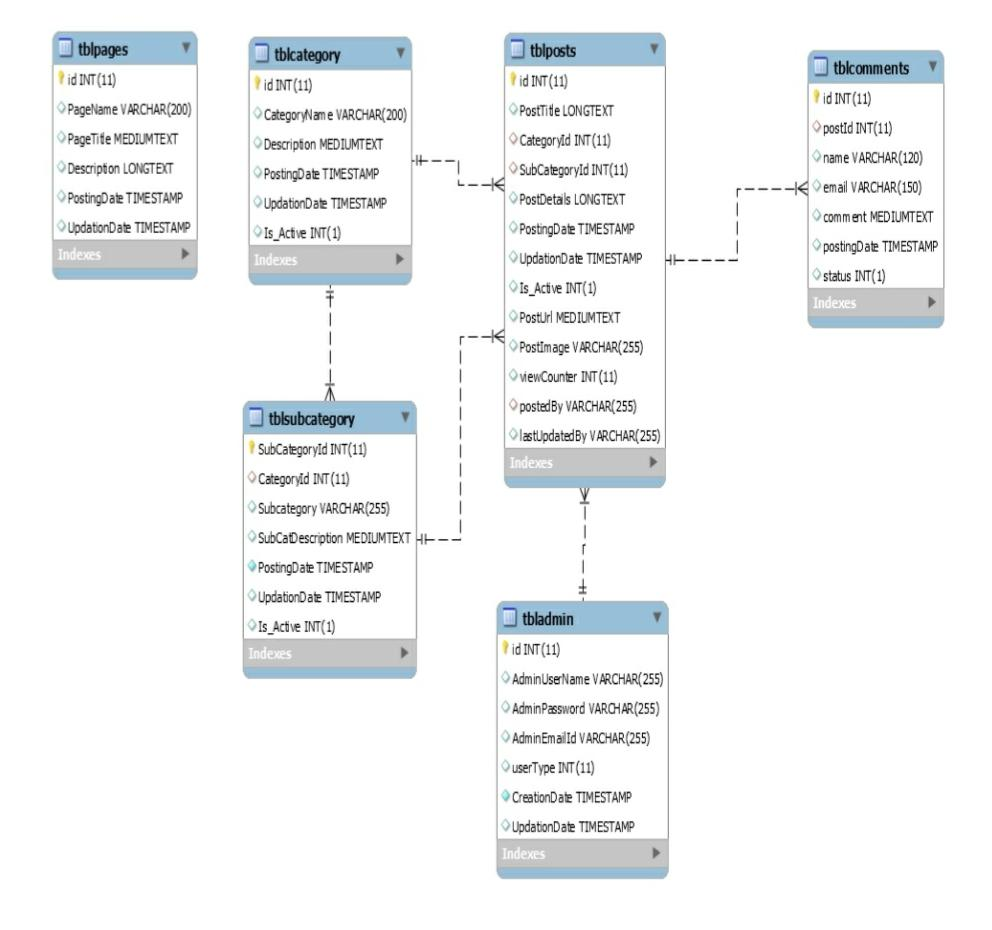 tblpages
id INT(11)
PageName VARCHAR(200)
PageTitle MEDIUMTEXT
Description LONGTEXT
PostingDate TIMESTAMP
UpdationDate TIMESTAMP
Indexes
tblcategory
id INT(11)
CategoryName VARCHAR(200)
Description MEDIUMTEXT
PostingDate TIMESTAMP
UpdationDate TIMESTAMP
Is_Active INT(1)
Indexes
tblposts
id INT(11)
PostTitle LONGTEXT
CategoryId INT(11)
SubCategoryId INT(11)
PostDetails LONGTEXT
PostingDate TIMESTAMP
UpdationDate TIMESTAMP
Is_Active INT(1)
PostUrl MEDIUMTEXT
PostImage VARCHAR(255)
viewCounter INT(11)
postedBy VARCHAR(255)
lastUpdatedBy VARCHAR(255)
Indexes
tblcomments
id INT(11)
postId INT(11)
name VARCHAR(120)
email VARCHAR(150)
comment MEDIUMTEXT
postingDate TIMESTAMP
status INT(1)
Indexes
tblsubcategory
SubCategoryId INT(11)
CategoryId INT(11)
Subcategory VARCHAR(255)
SubCatDescription MEDIUMTEXT
PostingDate TIMESTAMP
UpdationDate TIMESTAMP
Is_Active INT(1)
Indexes
tbladmin
id INT(11)
AdminUserName VARCHAR(255)
AdminPassword VARCHAR(255)
AdminEmailId VARCHAR(255)
userType INT(11)
CreationDate TIMESTAMP
UpdationDate TIMESTAMP
Indexes